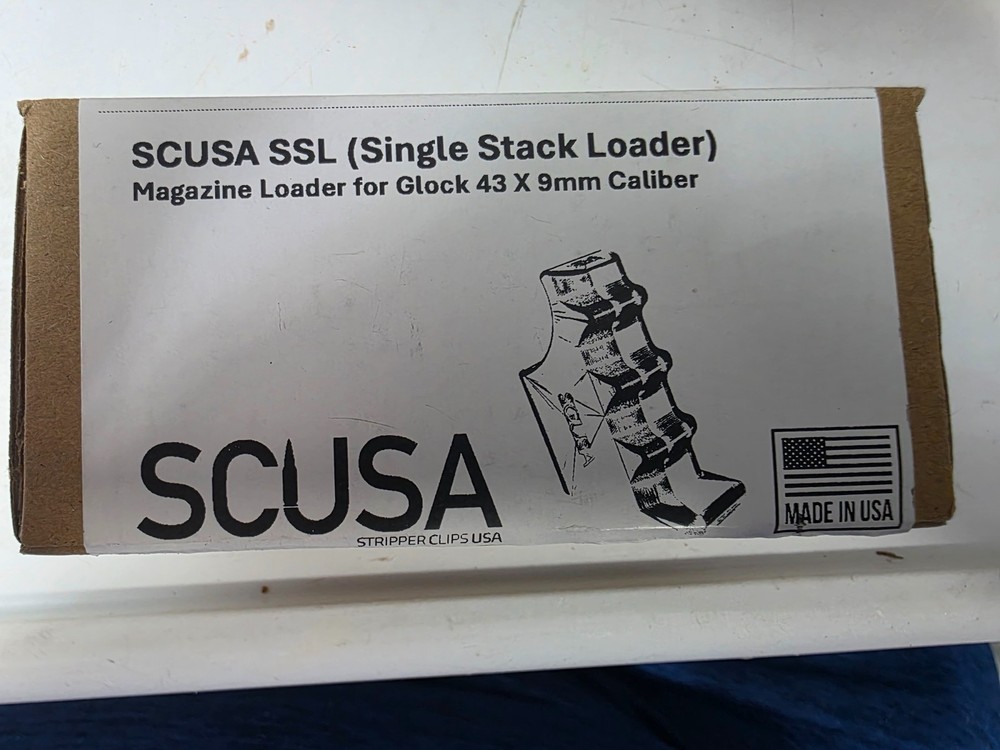 SCUSA SSL (Single Stack Loader)
Magazine Loader for Glock 43 X 9mm Caliber
SCUSA
SCUSA
STRIPPER CLIPS USA
MADE IN USA